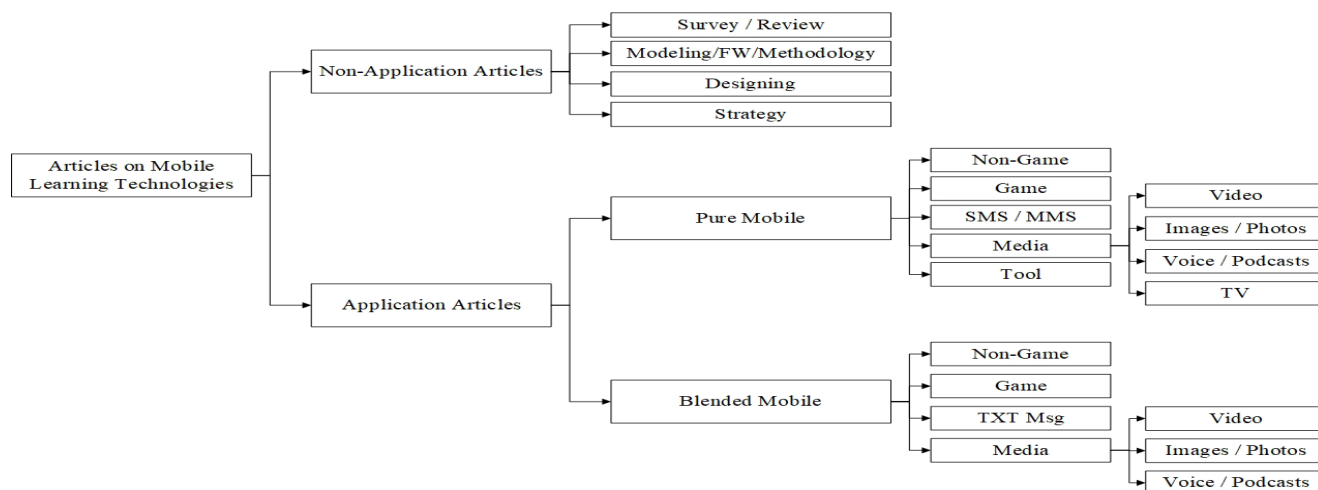 Survey / Review
Modeling/FW/Methodology
Non-Application Articles
Designing
Strategy
Articles on Mobile
Learning Technologies
Non-Game
Game
Pure Mobile
SMS / MMS
Media
Tool
Video
Images / Photos
Voice / Podcasts
TV
Application Articles
Non-Game
Game
Blended Mobile
TXT Msg
Media
Video
Images / Photos
Voice / Podcasts